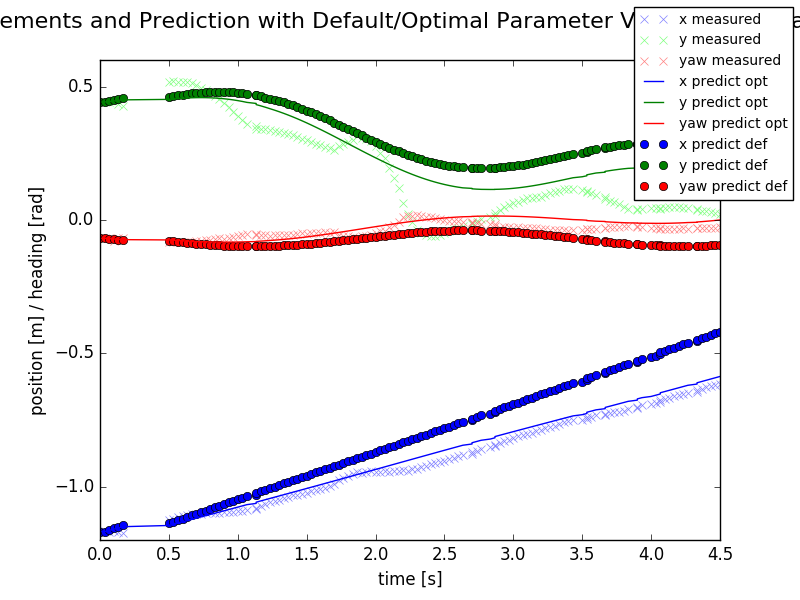 ements and Prediction with Default/Optimal Parameter V
x measured
y measured
yaw measured
x predict opt
y predict opt
yaw predict opt
x predict def
y predict def
yaw predict def
position [m] / heading [rad]
0.5
0.0
−0.5
−1.0
0.0 0.5 1.0 1.5 2.0 2.5 3.0 3.5 4.0 4.5
time [s]